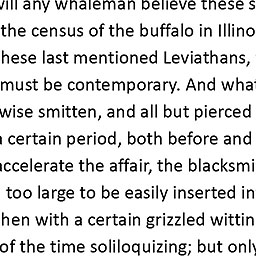 will any whaleman believe these s
the census of the buffalo in Illino
hese last mentioned Leviathans,
must be contemporary. And what
wise smitten, and all but pierced
a certain period, both before and
accelerate the affair, the blacksmi
too large to be easily inserted in
hen with a certain grizzled wittin
of the time soliloquizing; but only